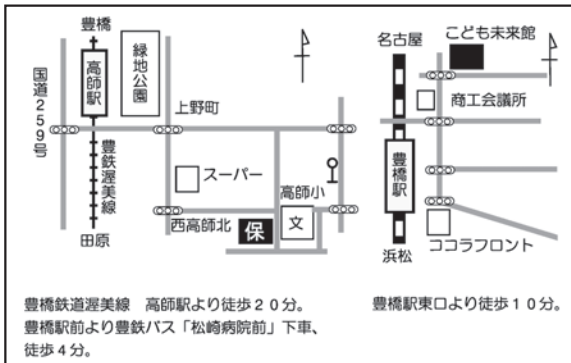 豊橋
高師駅
緑地公園
国道259号
上野町
豊鉄渥美線
スーパー
高師小
西高師北
保
文
田原
豊橋鉄道渥美線 高師駅より徒歩20分。
豊橋駅前より豊鉄バス「松崎病院前」下車、
徒歩4分。
こども未来館
名古屋
商工会議所
豊橋駅
ココラフロント
浜松
豊橋駅東口より徒歩10分。